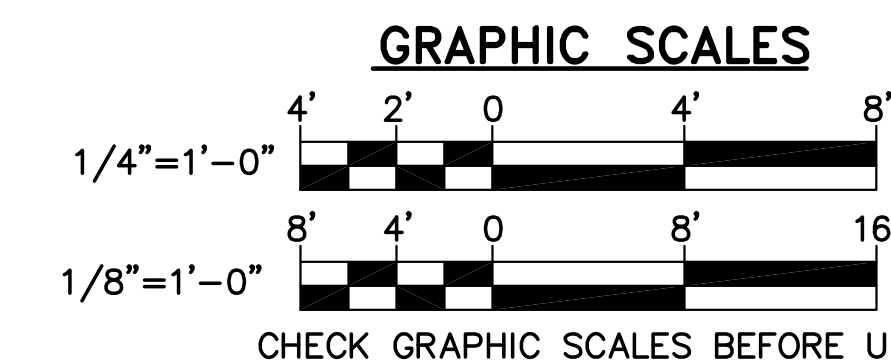 GRAPHIC SCALES
4’ 2’ 0 4’ 8’
1/4”=1’-0”
8’ 4’ 0 8’ 16
1/8”=1’-0”
CHECK GRAPHIC SCALES BEFORE U